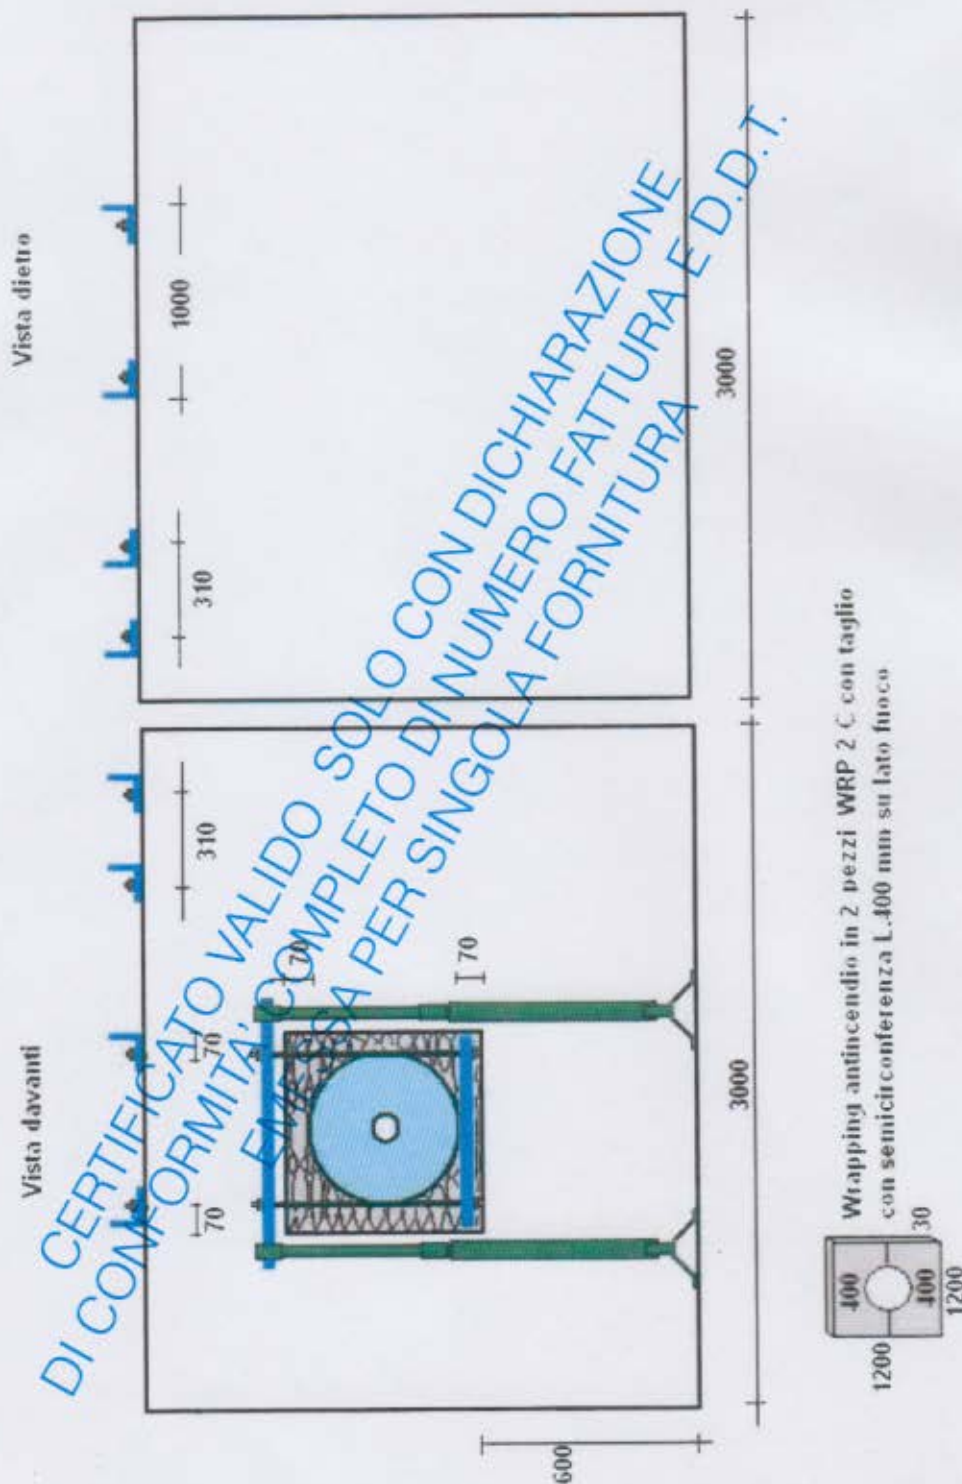 Vista davanti
Vista dietro
310
310
1000
70
70
70
70
600
3000
3000
CERTIFICATO VALIDO SOLO CON DICHIARAZIONE
DI CONFORMITA', COMPLETO DI NUMERO FATTURA E D.D.T.
EMESSA PER SINGOLA FORNITURA
400
400
1200
1200
30
Wrapping antincendio in 2 pezzi WRP 2 C con taglio
con semicirconferenza L.400 mm su lato fuoco